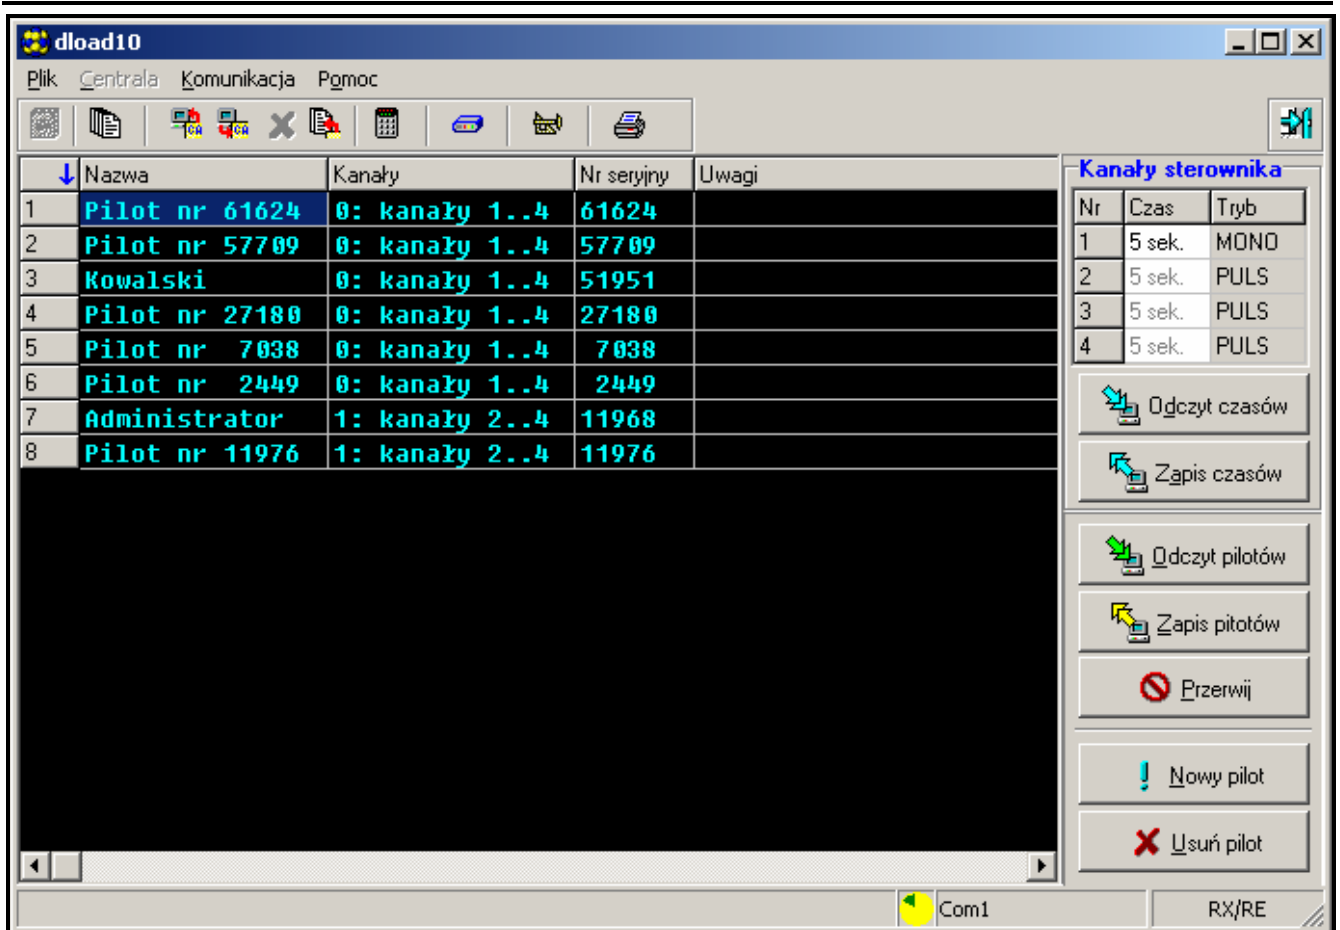 dload10
Plik Centrala Komunikacja Pomoc
Nazwa Kanały Nr seryjny Uwagi
1 Pilot nr 61624 0: kanały 1..4 61624
2 Pilot nr 57709 0: kanały 1..4 57709
3 Kowalski 0: kanały 1..4 51951
4 Pilot nr 27180 0: kanały 1..4 27180
5 Pilot nr 7038 0: kanały 1..4 7038
6 Pilot nr 2449 0: kanały 1..4 2449
7 Administrator 1: kanały 2..4 11968
8 Pilot nr 11976 1: kanały 2..4 11976
Kanały sterownika
Nr Czas Tryb
1 5 sek. MONO
2 5 sek. PULS
3 5 sek. PULS
4 5 sek. PULS
Odczyt czasów
Zapis czasów
Odczyt pilotów
Zapis pitotów
Przerwij
Nowy pilot
Usuń pilot
Com1 RX/RE